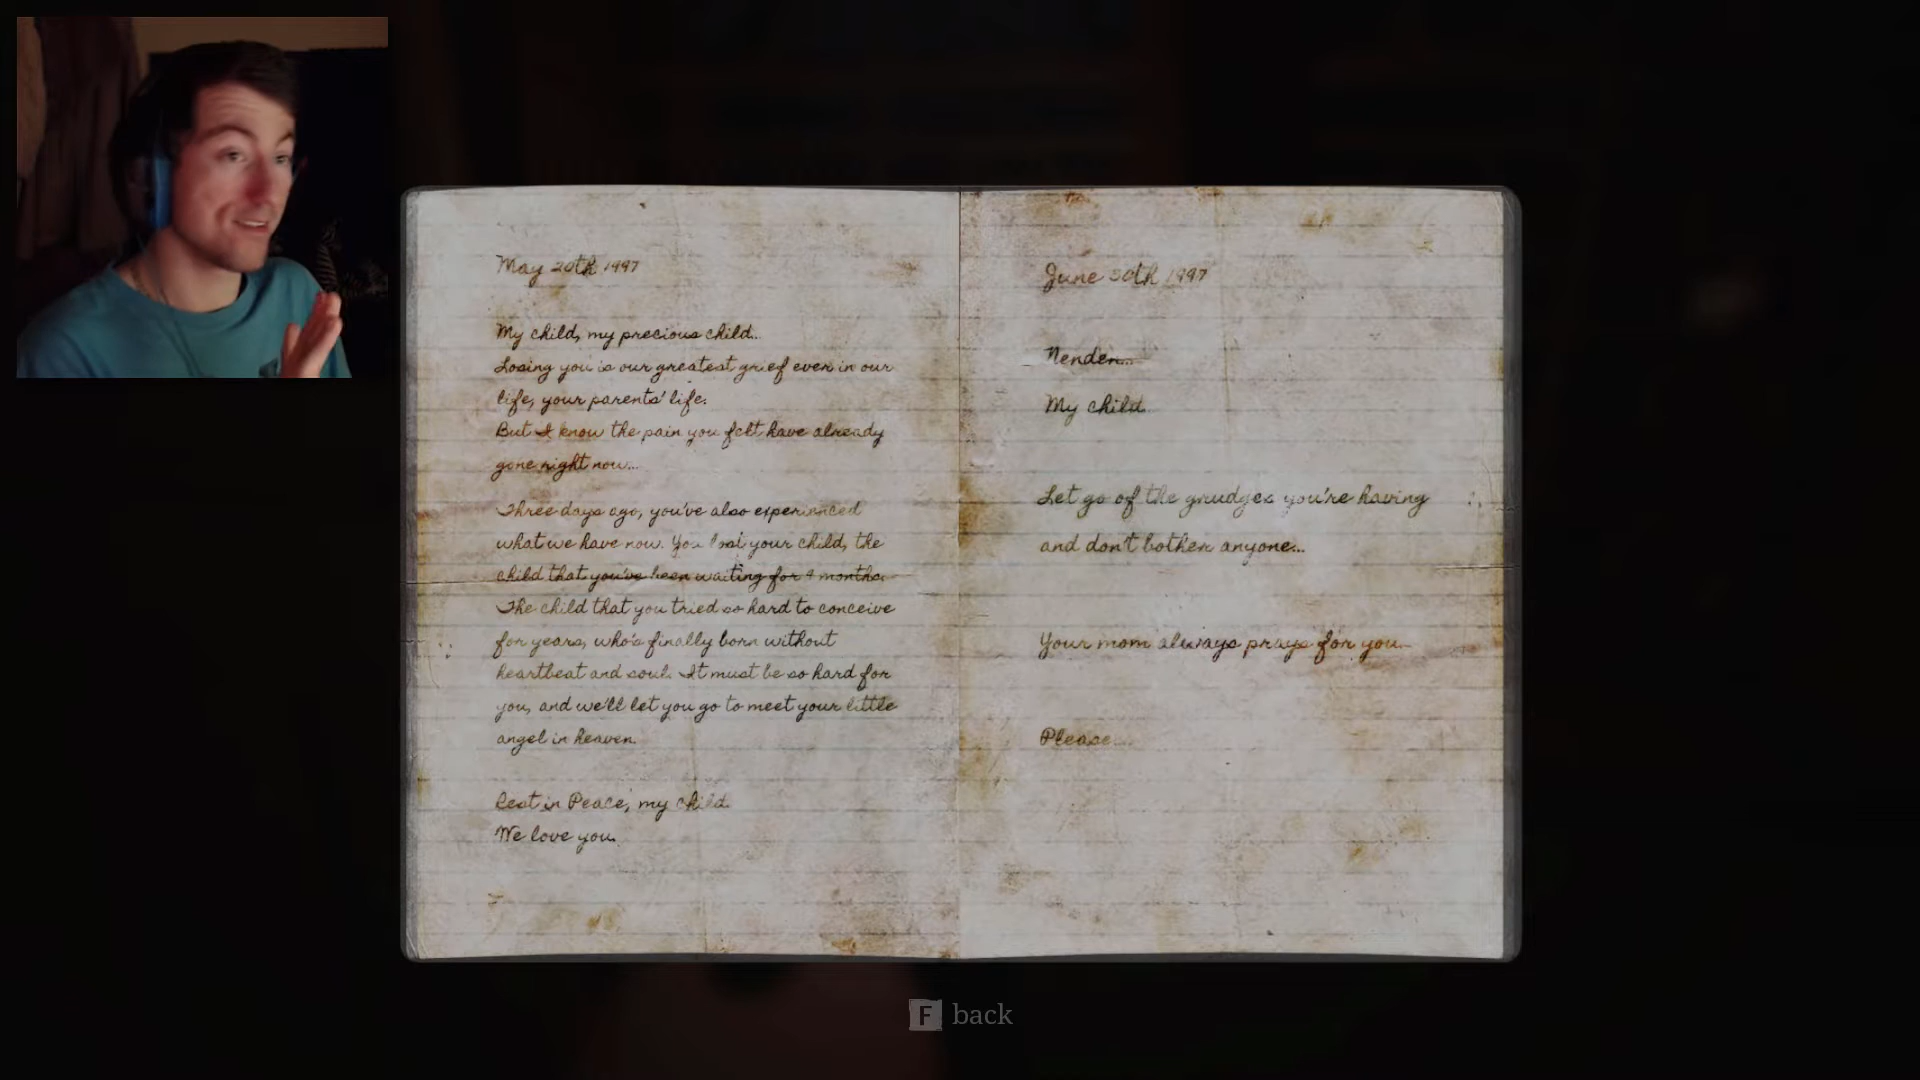 May 20th 1997
My child, my precious child...
Losing you is our greatest grief ever in our
life, your parents' life.
But I know the pain you felt have already
gone right now...
Three days ago, you've also experienced
what we have now. You lost your child, the
child that you've been waiting for 9 months.
The child that you tried so hard to conceive
for years, who's finally born without
heartbeat and soul. It must be so hard for
you, and we'll let you go to meet your little
angel in heaven.
Rest in Peace, my child.
We love you.
June 30th 1997
Nenden...
My child.
Let go of the grudges you're having
and don't bother anyone...
Your mom always prays for you...
Please...
F back